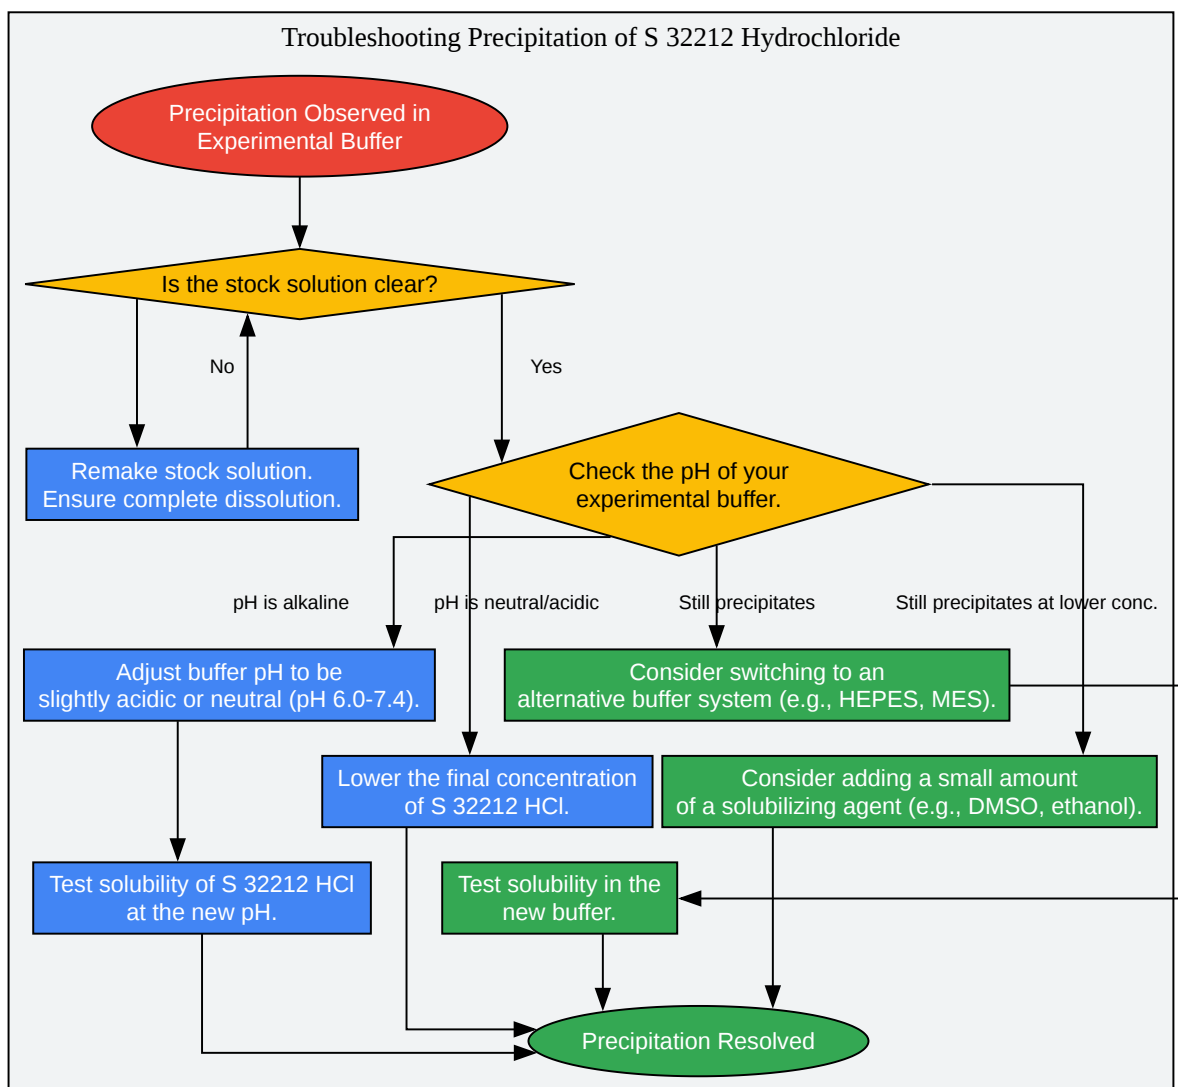 Troubleshooting Precipitation of S 32212 Hydrochloride
Precipitation Observed in
Experimental Buffer
Is the stock solution clear?
No
Yes
Remake stock solution.
Ensure complete dissolution.
Check the pH of your
experimental buffer.
pH is alkaline
pH is neutral/acidic
Still precipitates
Still precipitates at lower conc.
Adjust buffer pH to be
slightly acidic or neutral (pH 6.0-7.4).
Consider switching to an
alternative buffer system (e.g., HEPES, MES).
Lower the final concentration
of S 32212 HCl.
Consider adding a small amount
of a solubilizing agent (e.g., DMSO, ethanol).
Test solubility of S 32212 HCl
at the new pH.
Test solubility in the
new buffer.
Precipitation Resolved